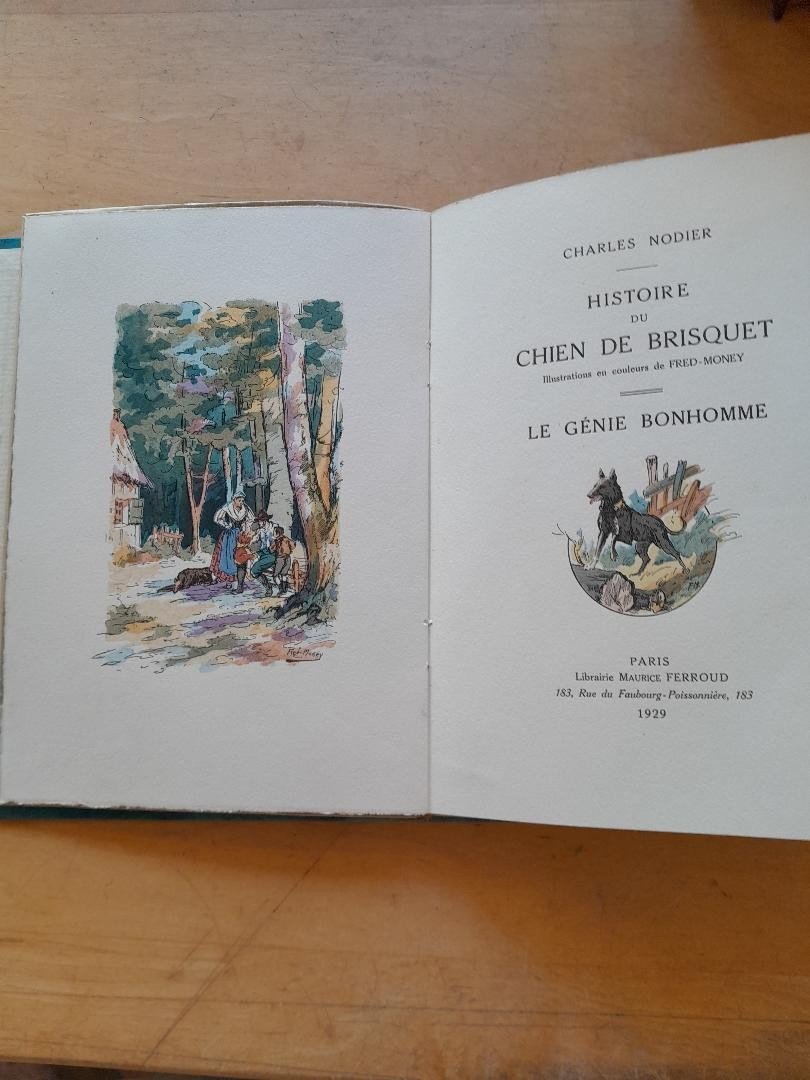 Fred-Money
CHARLES NODIER
HISTOIRE
DU
CHIEN DE BRISQUET
Illustrations en couleurs de FRED-MONEY
LE GÉNIE BONHOMME
PARIS
Librairie MAURICE FERROUD
183, Rue du Faubourg-Poissonnière, 183
1929